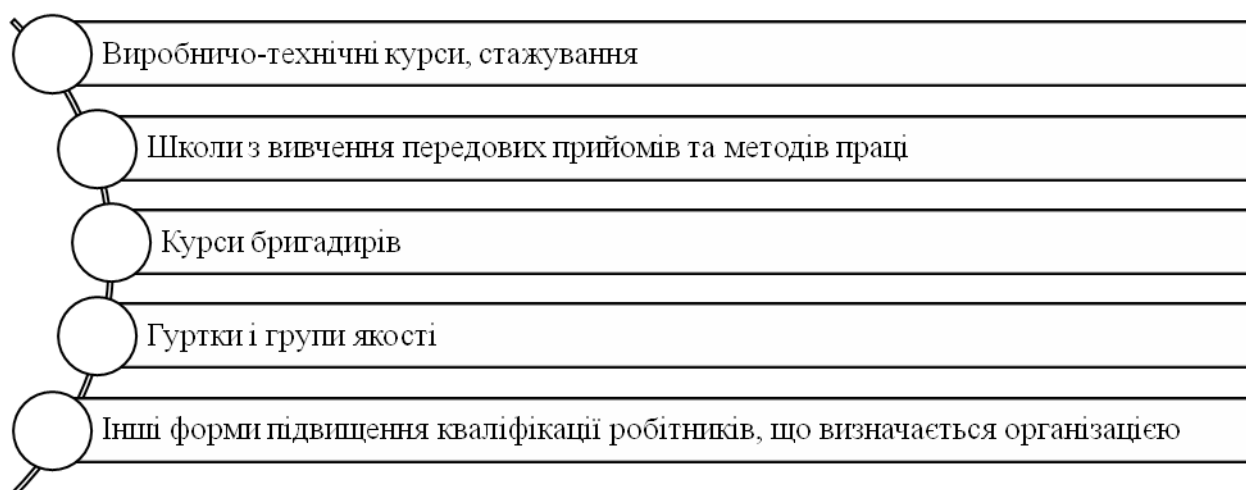 Виробничо-технічні курси, стажування
Школи з вивчення передових прийомів та методів праці
Курси бригадирів
Гуртки і групи якості
Інші форми підвищення кваліфікації робітників, що визначається організацією